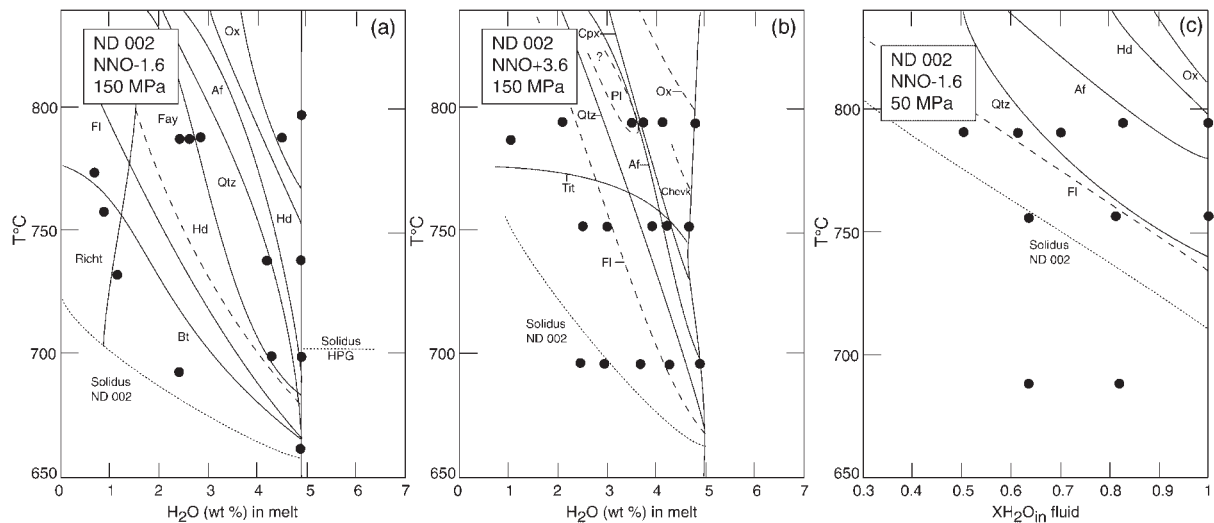 (a)
ND 002
NNO-1.6
150 MPa
Ox
Af
Fl
Fay
Qtz
Hd
Hd
Richt
Bt
Solidus
ND 002
Solidus
HPG
T°C
800
750
700
650
0 1 2 3 4 5 6 7
H2O (wt %) in melt
(b)
ND 002
NNO+3.6
150 MPa
Cpx
?
Pl
Ox
Qtz
Af
Tit
Chevk
Fl
Solidus
ND 002
T°C
800
750
700
650
0 1 2 3 4 5 6 7
H2O (wt %) in melt
(c)
ND 002
NNO-1.6
50 MPa
Hd
Ox
Af
Qtz
Fl
Solidus
ND 002
T°C
800
750
700
650
0.3 0.4 0.5 0.6 0.7 0.8 0.9 1
XH2Oin fluid